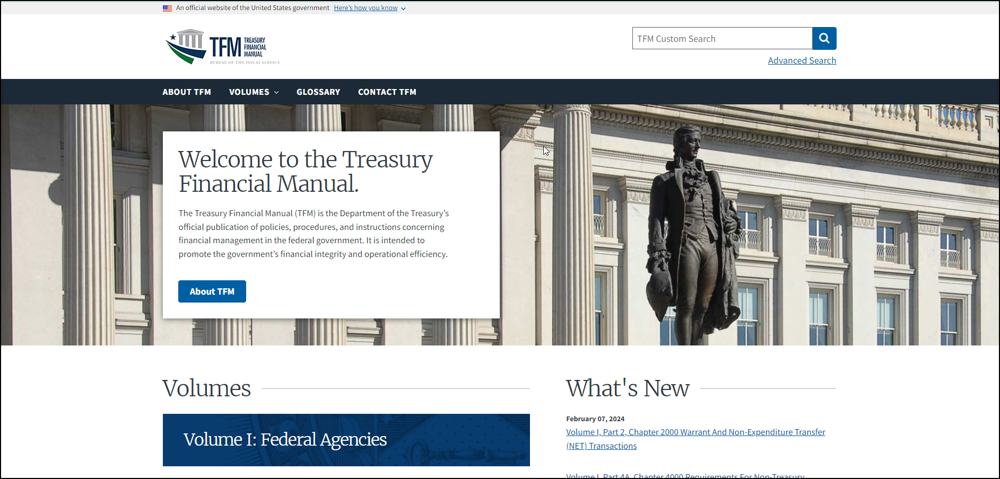 An official website of the United States government Here's how you know
TFM TREASURY
FINANCIAL
MANUAL
BUREAU OF THE FISCAL SERVICE
TFM Custom Search
Advanced Search
ABOUT TFM VOLUMES GLOSSARY CONTACT TFM
Welcome to the Treasury
Financial Manual.
The Treasury Financial Manual (TFM) is the Department of the Treasury’s
official publication of policies, procedures, and instructions concerning
financial management in the federal government. It is intended to
promote the government’s financial integrity and operational efficiency.
About TFM
Volumes
Volume I: Federal Agencies
What's New
February 07, 2024
Volume I, Part 2, Chapter 2000 Warrant And Non-Expenditure Transfer
(NET) Transactions
Volume I, Part 4A, Chapter 4000 Requirements For Non-Treasury